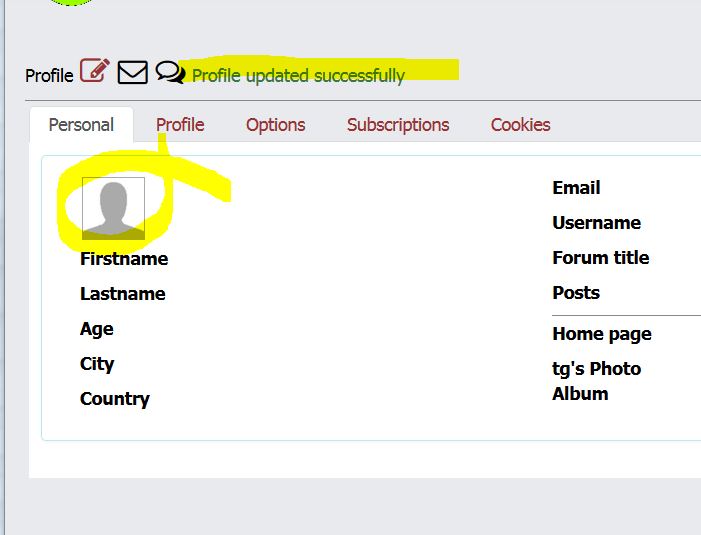 Profile Profile updated successfully
Personal Profile Options Subscriptions Cookies
Firstname
Lastname
Age
City
Country
Email
Username
Forum title
Posts
Home page
tg's Photo
Album